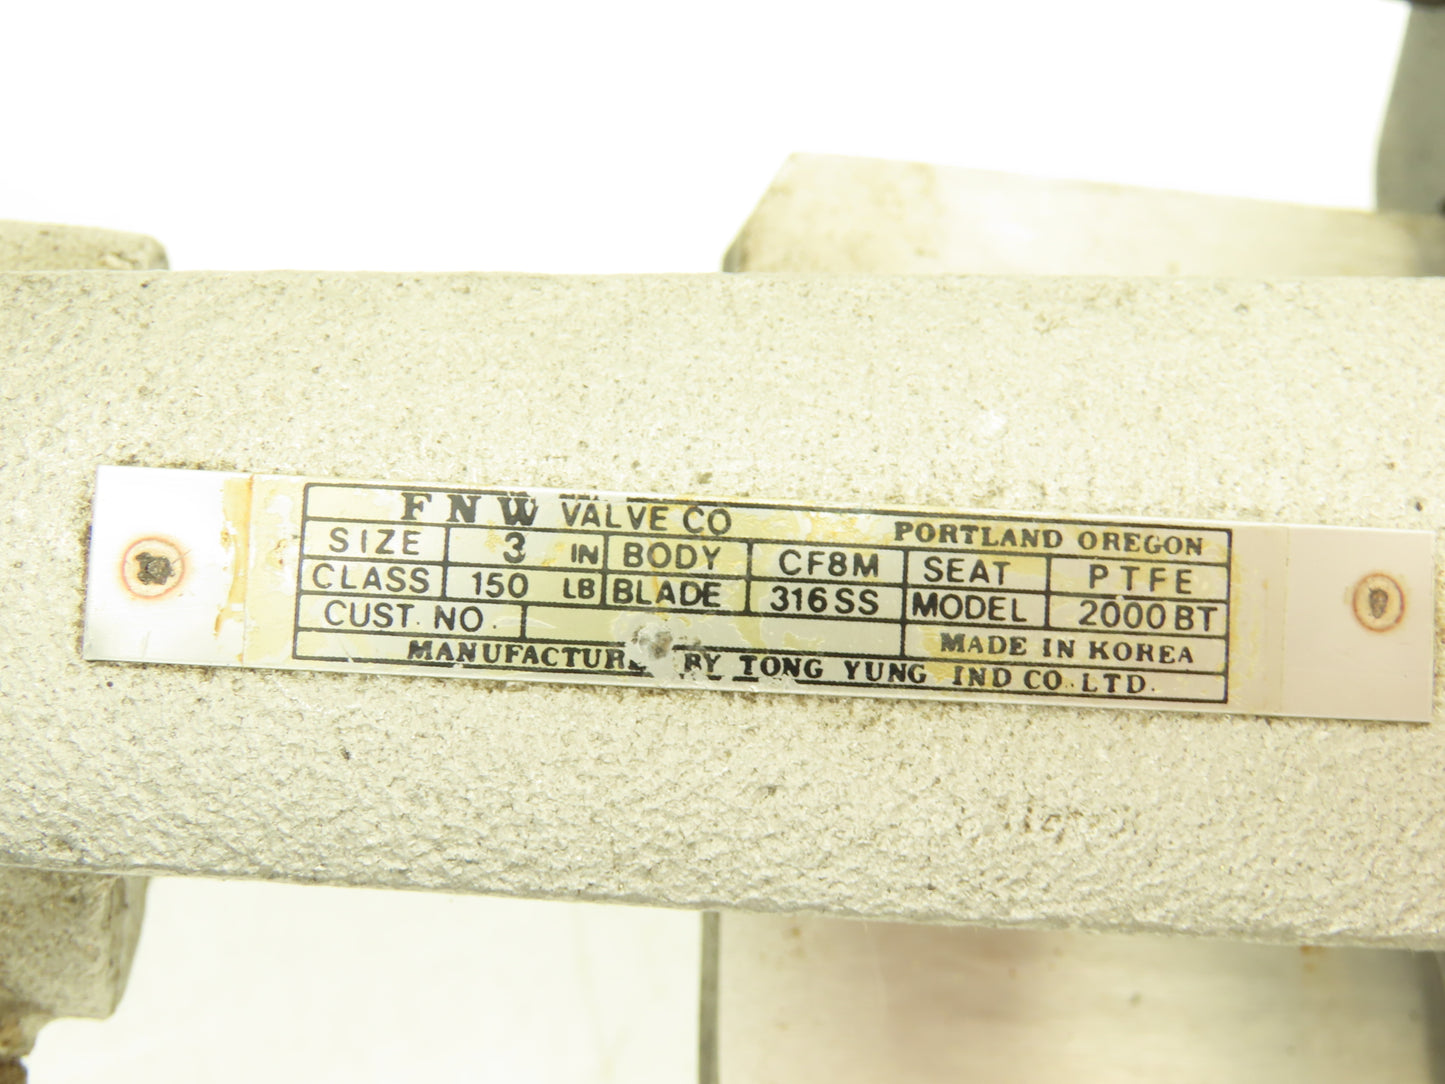 FNW VALVE CO PORTLAND OREGON
SIZE 3 IN BODY CF8M SEAT PTFE
CLASS 150 LB BLADE 316SS MODEL 2000BT
CUST. NO. MADE IN KOREA
BY TONG YUNG IND CO. LTD.